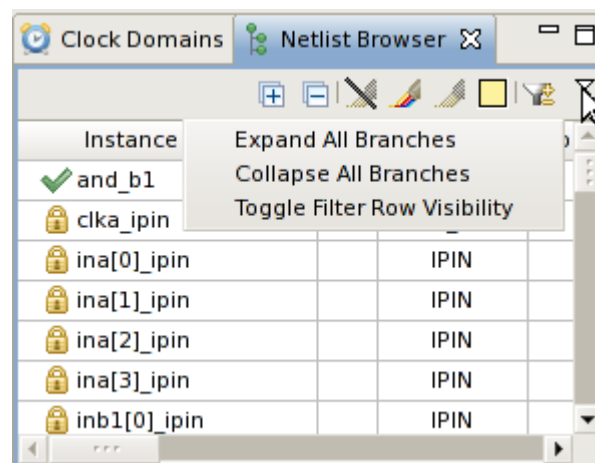 Clock Domains Netlist Browser
Instance
Expand All Branches
Collapse All Branches
Toggle Filter Row Visibility
and_b1
clka_ipin
ina[0]_ipin IPIN
ina[1]_ipin IPIN
ina[2]_ipin IPIN
ina[3]_ipin IPIN
inb1[0]_ipin IPIN